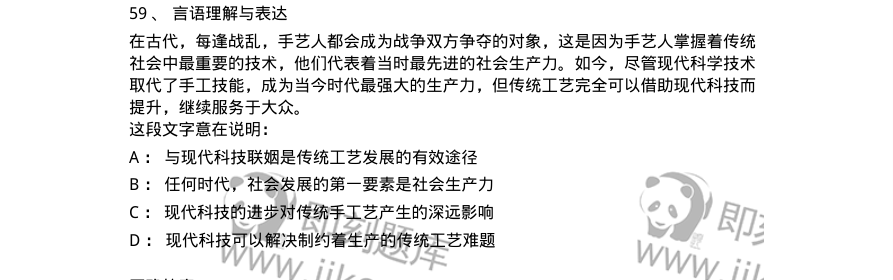 59 、 言语理解与表达
在古代，每逢战乱，手艺人都会成为战争双方争夺的对象，这是因为手艺人掌握着传统
社会中最重要的技术，他们代表着当时最先进的社会生产力。如今，尽管现代科学技术
取代了手工技能，成为当今时代最强大的生产力，但传统工艺完全可以借助现代科技而
提升，继续服务于大众。
这段文字意在说明：
A ： 与现代科技联姻是传统工艺发展的有效途径
B ： 任何时代，社会发展的第一要素是社会生产力
C ： 现代科技的进步对传统手工艺产生的深远影响
D ： 现代科技可以解决制约着生产的传统工艺难题
即刻题库
即